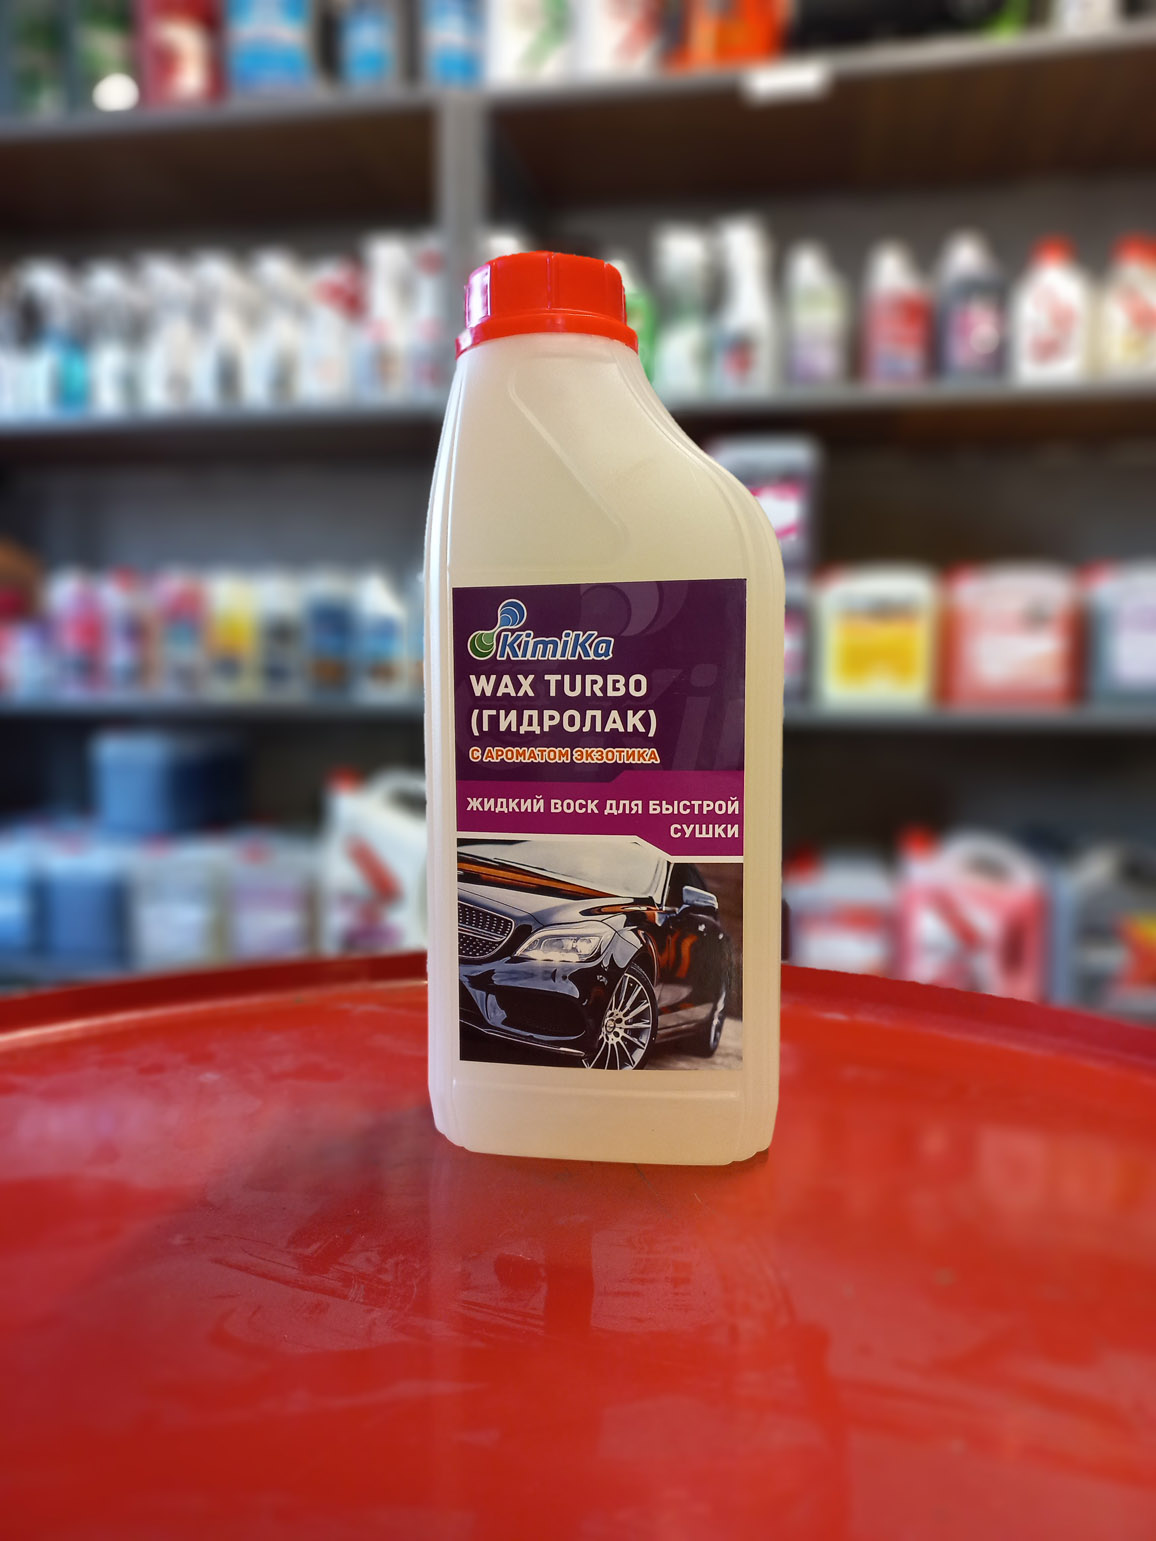 KimiKa
WAX TURBO
(ГИДРОЛАК)
С АРОМАТОМ ЭКЗОТИКА
ЖИДКИЙ ВОСК ДЛЯ БЫСТРОЙ
СУШКИ